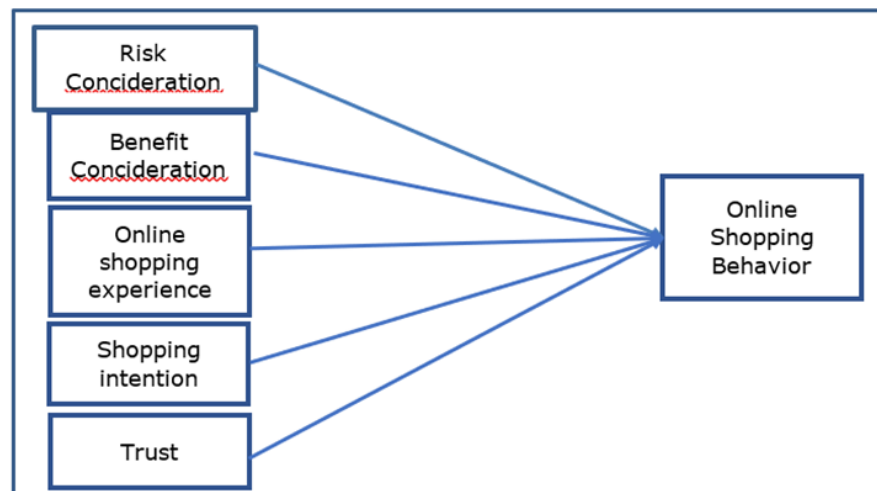 Risk
Concideration
Benefit
Concideration
Online
shopping
experience
Shopping
intention
Trust
Online
Shopping
Behavior